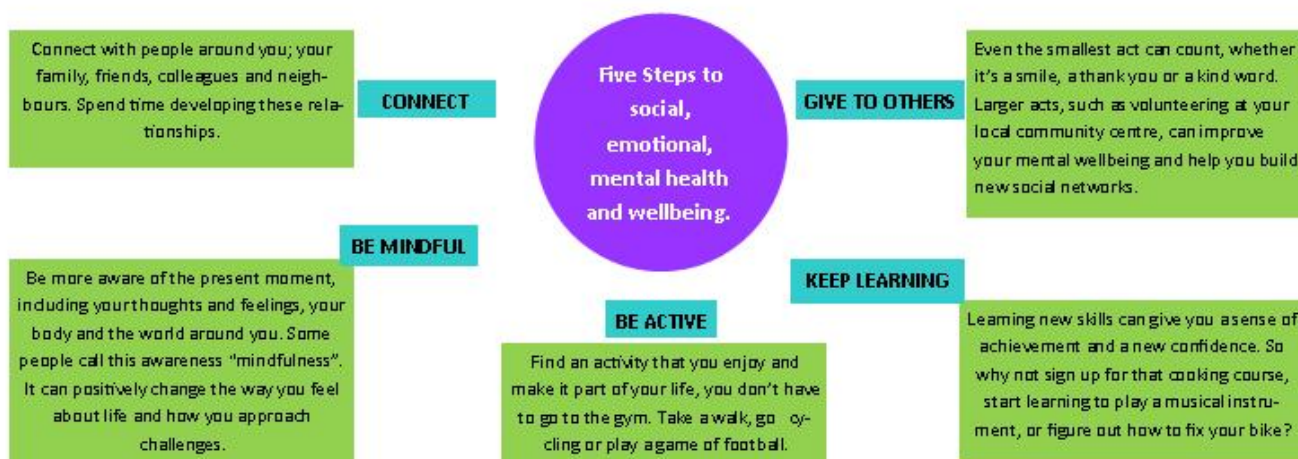 Connect with people around you; your
family, friends, colleagues and neigh-
bours. Spend time developing these rela-
tionships.
CONNECT
Five Steps to
social,
emotional,
mental health
and wellbeing.
GIVE TO OTHERS
Even the smallest act can count, whether
it's a smile, a thank you or a kind word.
Larger acts, such as volunteering at your
local community centre, can improve
your mental wellbeing and help you build
new social networks.
BE MINDFUL
Be more aware of the present moment,
including your thoughts and feelings, your
body and the world around you. Some
people call this awareness "mindfulness".
It can positively change the way you feel
about life and how you approach
challenges.
BE ACTIVE
Find an activity that you enjoy and
make it part of your life, you don't have
to go to the gym. Take a walk, go cy-
cling or play a game of football.
KEEP LEARNING
Learning new skills can give you a sense of
achievement and a new confidence. So
why not sign up for that cooking course,
start learning to play a musical instru-
ment, or figure out how to fix your bike?